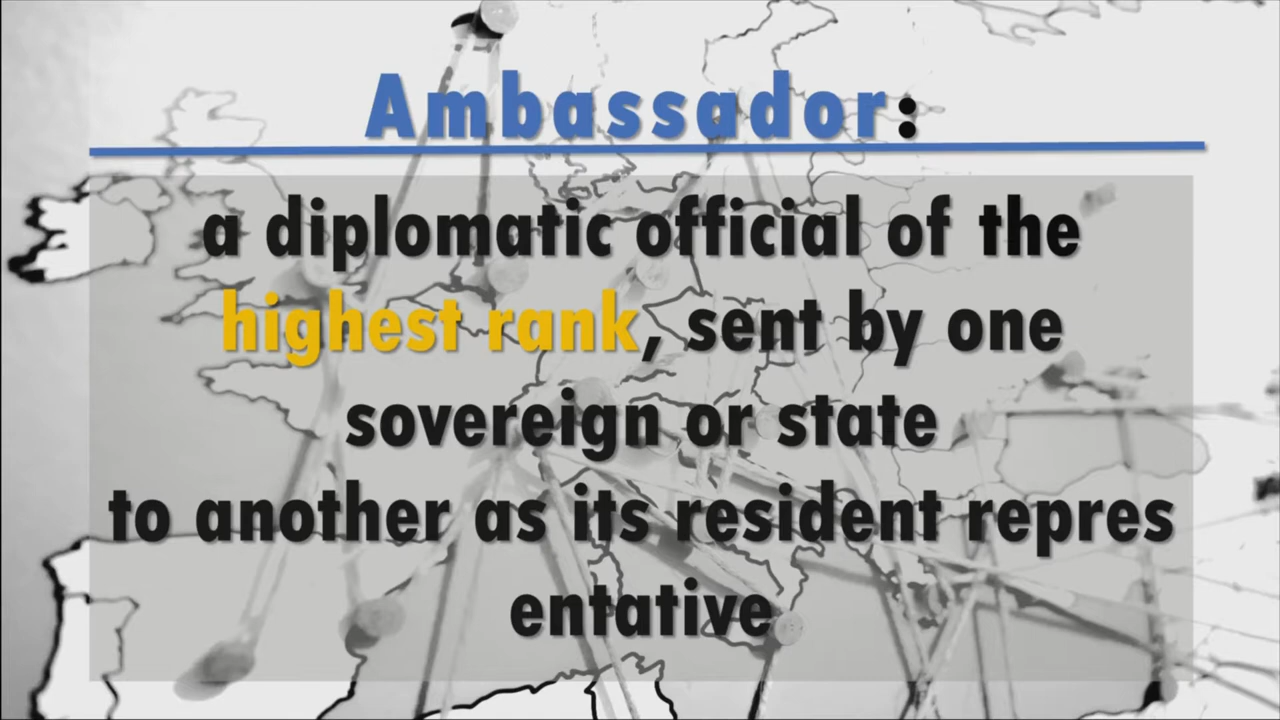 Ambassador:
a diplomatic official of the
highest rank, sent by one
sovereign or state
to another as its resident repres
entative